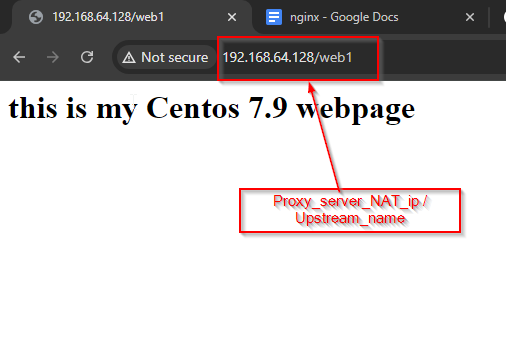 192.168.64.128/web1
nginx - Google Docs
Not secure
192.168.64.128/web1
this is my Centos 7.9 webpage
Proxy_server_NAT_ip /
Upstream_name